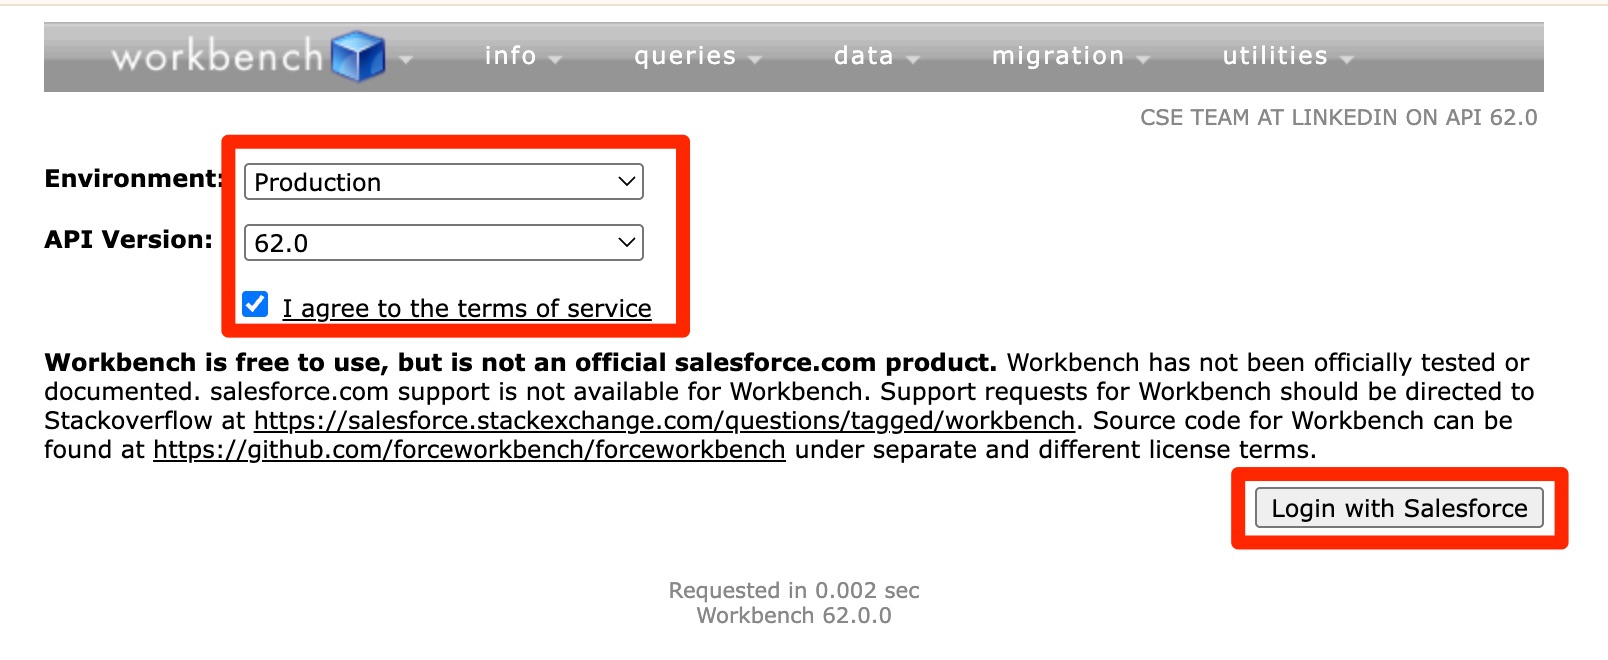 workbench info queries data migration utilities
CSE TEAM AT LINKEDIN ON API 62.0
Environment: Production
API Version: 62.0
I agree to the terms of service
Workbench is free to use, but is not an official salesforce.com product. Workbench has not been officially tested or
documented. salesforce.com support is not available for Workbench. Support requests for Workbench should be directed to
Stackoverflow at https://salesforce.stackexchange.com/questions/tagged/workbench. Source code for Workbench can be
found at https://github.com/forceworkbench/forceworkbench under separate and different license terms.
Login with Salesforce
Requested in 0.002 sec
Workbench 62.0.0